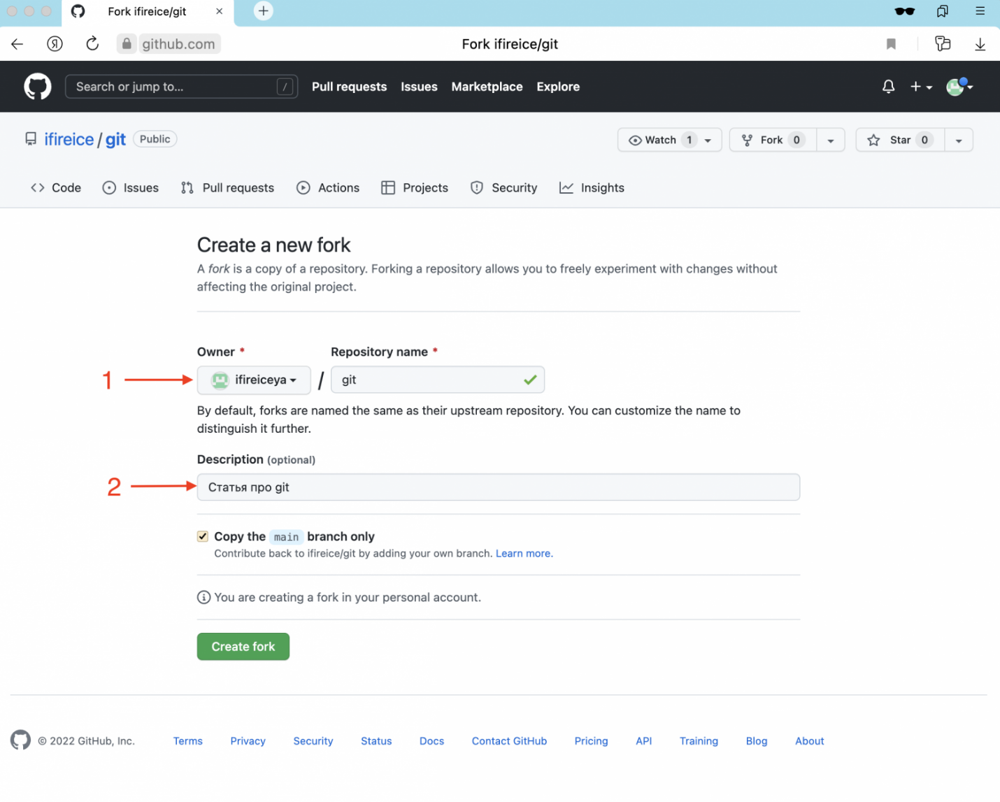 Fork ifireice/git
github.com
Fork ifireice/git
Search or jump to...
/
Pull requests
Issues
Marketplace
Explore
ifireice / git
Public
Watch 1
Fork 0
Star 0
Code
Issues
Pull requests
Actions
Projects
Security
Insights
Create a new fork
A fork is a copy of a repository. Forking a repository allows you to freely experiment with changes without
affecting the original project.
Owner *
Repository name *
1
ifireiceya
/
git
By default, forks are named the same as their upstream repository. You can customize the name to
distinguish it further.
Description (optional)
2
Статья про git
Copy the main branch only
Contribute back to ifireice/git by adding your own branch. Learn more.
You are creating a fork in your personal account.
Create fork
© 2022 GitHub, Inc.
Terms
Privacy
Security
Status
Docs
Contact GitHub
Pricing
API
Training
Blog
About